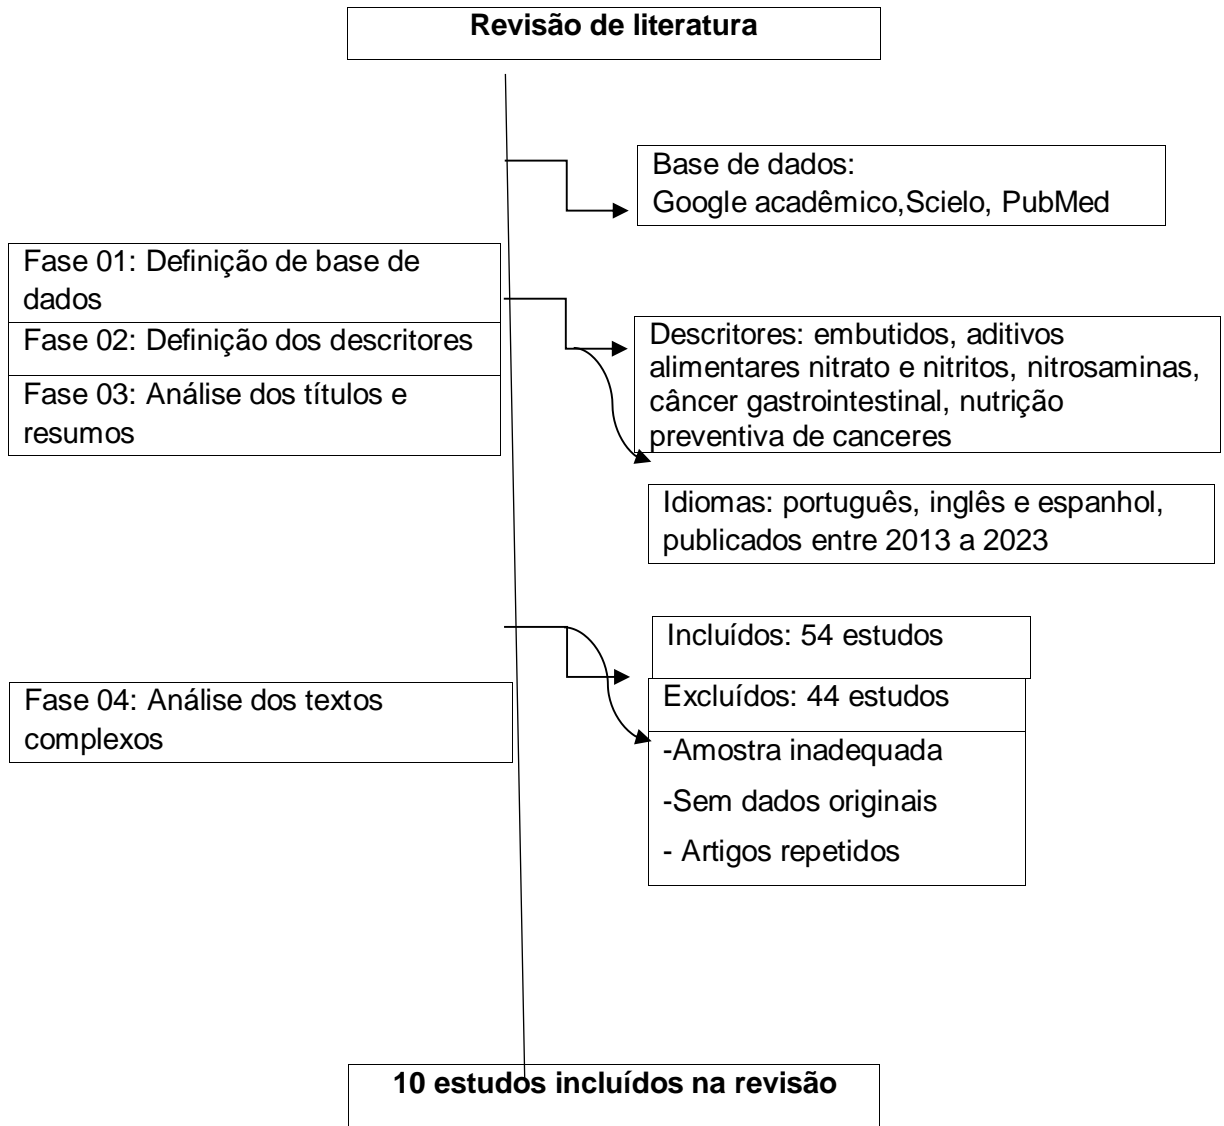 Revisão de literatura
Base de dados:
Google acadêmico,Scielo, PubMed
Fase 01: Definição de base de
dados
Fase 02: Definição dos descritores
Fase 03: Análise dos títulos e
resumos
Descritores: embutidos, aditivos
alimentares nitrato e nitritos, nitrosaminas,
câncer gastrointestinal, nutrição
preventiva de canceres
Idiomas: português, inglês e espanhol,
publicados entre 2013 a 2023
Incluídos: 54 estudos
Fase 04: Análise dos textos
complexos
Excluídos: 44 estudos
-Amostra inadequada
-Sem dados originais
- Artigos repetidos
10 estudos incluídos na revisão